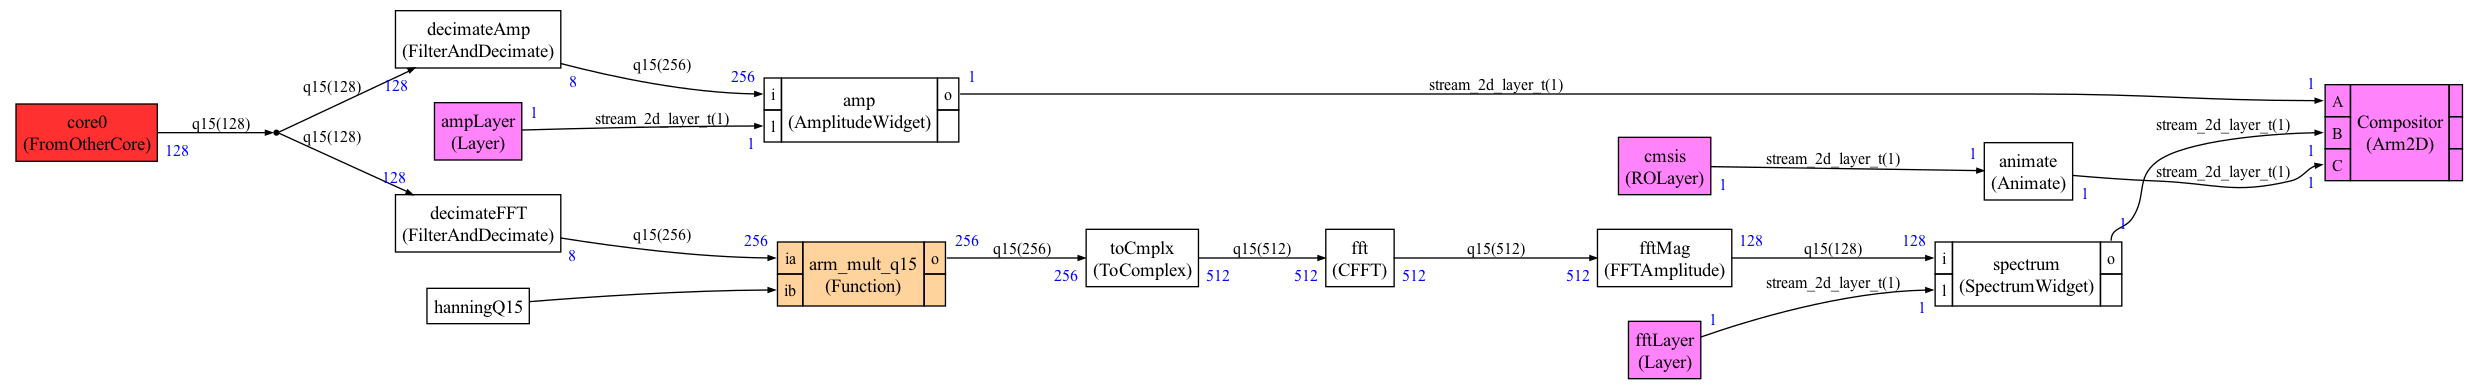 core0
(FromOtherCore)
128
q15(128)
q15(128)
q15(128)
128
decimateAmp
(FilterAndDecimate)
8
q15(256)
128
decimateFFT
(FilterAndDecimate)
8
q15(256)
ampLayer
(Layer)
1
stream_2d_layer_t(1)
256
1
i
l
amp
(AmplitudeWidget)
o
1
stream_2d_layer_t(1)
hanningQ15
256
ia
ib
arm_mult_q15
(Function)
o
256
q15(256)
256
toCmplx
(ToComplex)
512
q15(512)
512
fft
(CFFT)
512
q15(512)
512
fftMag
(FFTAmplitude)
128
q15(128)
128
cmsis
(ROLayer)
1
stream_2d_layer_t(1)
1
animate
(Animate)
1
stream_2d_layer_t(1)
fftLayer
(Layer)
1
stream_2d_layer_t(1)
1
i
l
spectrum
(SpectrumWidget)
o
1
stream_2d_layer_t(1)
1
1
1
A
B
C
Compositor
(Arm2D)